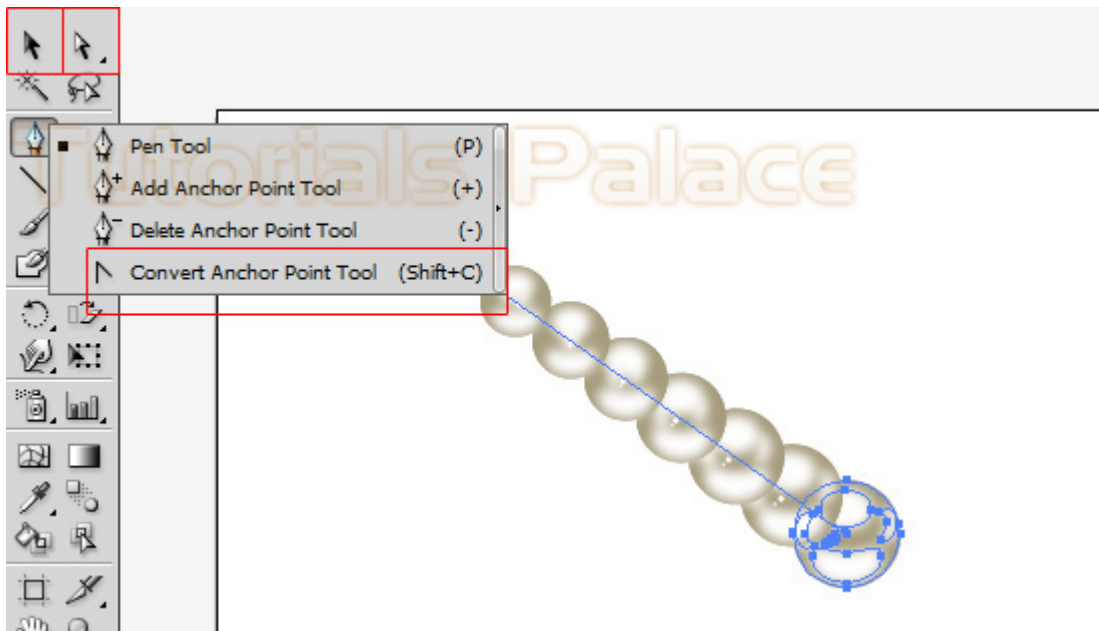 Tutorials Palace
Pen Tool (P)
Add Anchor Point Tool (+)
Delete Anchor Point Tool (-)
Convert Anchor Point Tool (Shift+C)